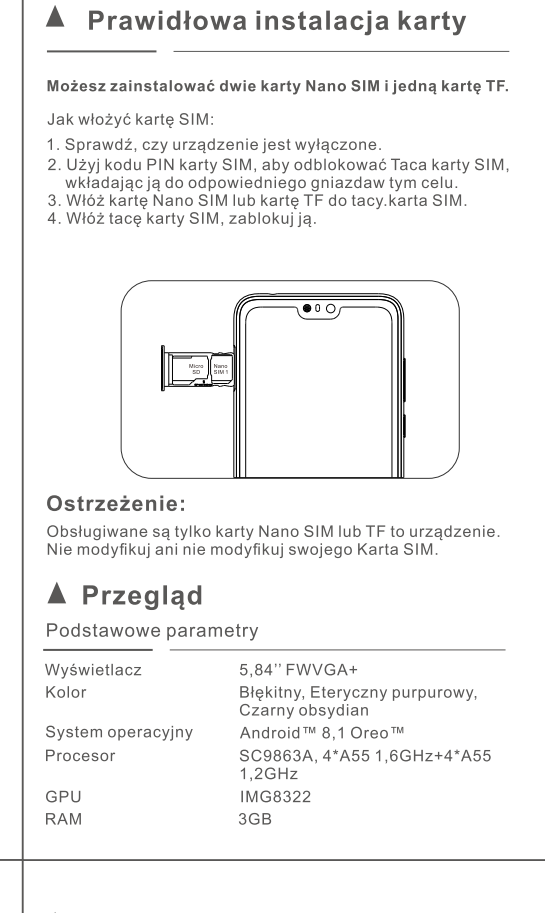 Prawidłowa instalacja karty
Możesz zainstalować dwie karty Nano SIM i jedną kartę TF.
Jak włożyć kartę SIM:
1. Sprawdź, czy urządzenie jest wyłączone.
2. Użyj kodu PIN karty SIM, aby odblokować Taca karty SIM,
wkładając ją do odpowiedniego gniazdaw tym celu.
3. Włóż kartę Nano SIM lub kartę TF do tacy.karta SIM.
4. Włóż tacę karty SIM, zablokuj ją.
Micro
SD
Nano
SIM 1
Ostrzeżenie:
Obsługiwane są tylko karty Nano SIM lub TF to urządzenie.
Nie modyfikuj ani nie modyfikuj swojego Karta SIM.
Przegląd
Podstawowe parametry
Wyświetlacz 5,84’’ FWVGA+
Kolor Błękitny, Eteryczny purpurowy,
Czarny obsydian
System operacyjny Android™ 8,1 Oreo™
Procesor SC9863A, 4*A55 1,6GHz+4*A55
1,2GHz
GPU IMG8322
RAM 3GB